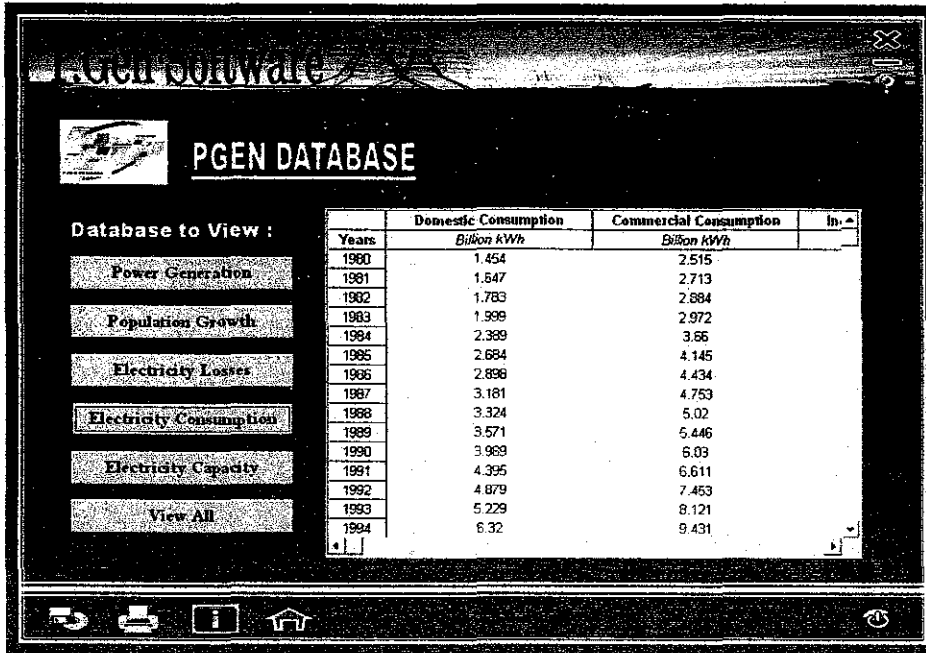 P.Gen Software
?
PGEN DATABASE
Database to View :
Power Generation
Population Growth
Electricity Losses
Electricity Consumption
Electricity Capacity
View All
Domestic Consumption Commercial Consumption In
Years Billion kWh Billion kWh
1980 1.454 2.515
1981 1.647 2.713
1982 1.783 2.884
1983 1.999 2.972
1984 2.389 3.66
1985 2.684 4.145
1986 2.898 4.434
1987 3.181 4.753
1988 3.324 5.02
1989 3.571 5.446
1990 3.989 6.03
1991 4.395 6.611
1992 4.879 7.453
1993 5.229 8.121
1994 6.32 9.431
i